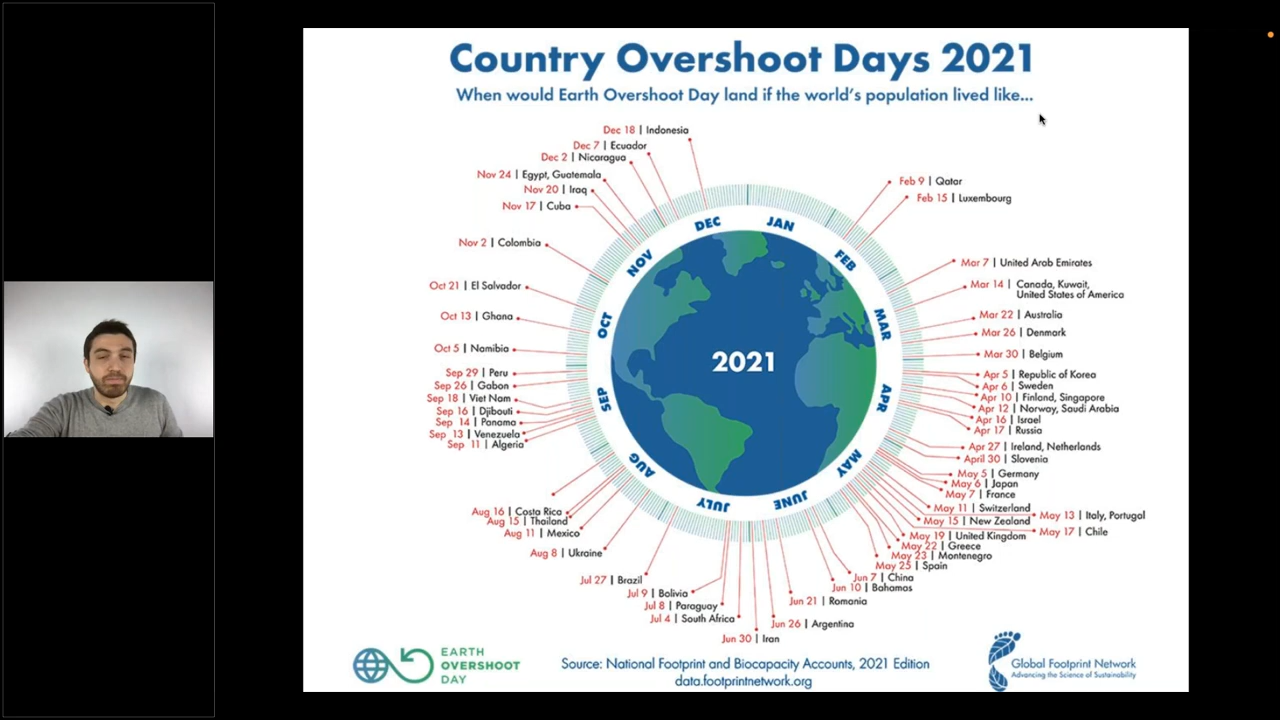 Country Overshoot Days 2021
When would Earth Overshoot Day land if the world's population lived like...
Dec 18 | Indonesia
Dec 7 | Ecuador
Dec 2 | Nicaragua
Nov 24 | Egypt, Guatemala
Nov 20 | Iraq
Nov 17 | Cuba
Nov 2 | Colombia
Oct 21 | El Salvador
Oct 13 | Ghana
Oct 5 | Namibia
Sep 29 | Peru
Sep 26 | Gabon
Sep 18 | Viet Nam
Sep 16 | Djibouti
Sep 14 | Panama
Sep 13 | Venezuela
Sep 11 | Algeria
Aug 16 | Costa Rica
Aug 15 | Thailand
Aug 11 | Mexico
Aug 8 | Ukraine
Jul 27 | Brazil
Jul 9 | Bolivia
Jul 8 | Paraguay
Jul 4 | South Africa
Jun 30 | Iran
DEC
JAN
NOV
FEB
OCT
MAR
2021
SEP
APR
AUG
MAY
JULY
JUNE
Feb 9 | Qatar
Feb 15 | Luxembourg
Mar 7 | United Arab Emirates
Mar 14 | Canada, Kuwait,
United States of America
Mar 22 | Australia
Mar 26 | Denmark
Mar 30 | Belgium
Apr 5 | Republic of Korea
Apr 6 | Sweden
Apr 10 | Finland, Singapore
Apr 12 | Norway, Saudi Arabia
Apr 16 | Israel
Apr 17 | Russia
Apr 27 | Ireland, Netherlands
April 30 | Slovenia
May 5 | Germany
May 6 | Japan
May 7 | France
May 11 | Switzerland
May 13 | Italy, Portugal
May 15 | New Zealand
May 17 | Chile
May 19 | United Kingdom
May 22 | Greece
May 23 | Montenegro
May 25 | Spain
Jun 7 | China
Jun 10 | Bahamas
Jun 21 | Romania
Jun 26 | Argentina
EARTH
OVERSHOOT
DAY
Source: National Footprint and Biocapacity Accounts, 2021 Edition
data.footprintnetwork.org
Global Footprint Network
Advancing the Science of Sustainability